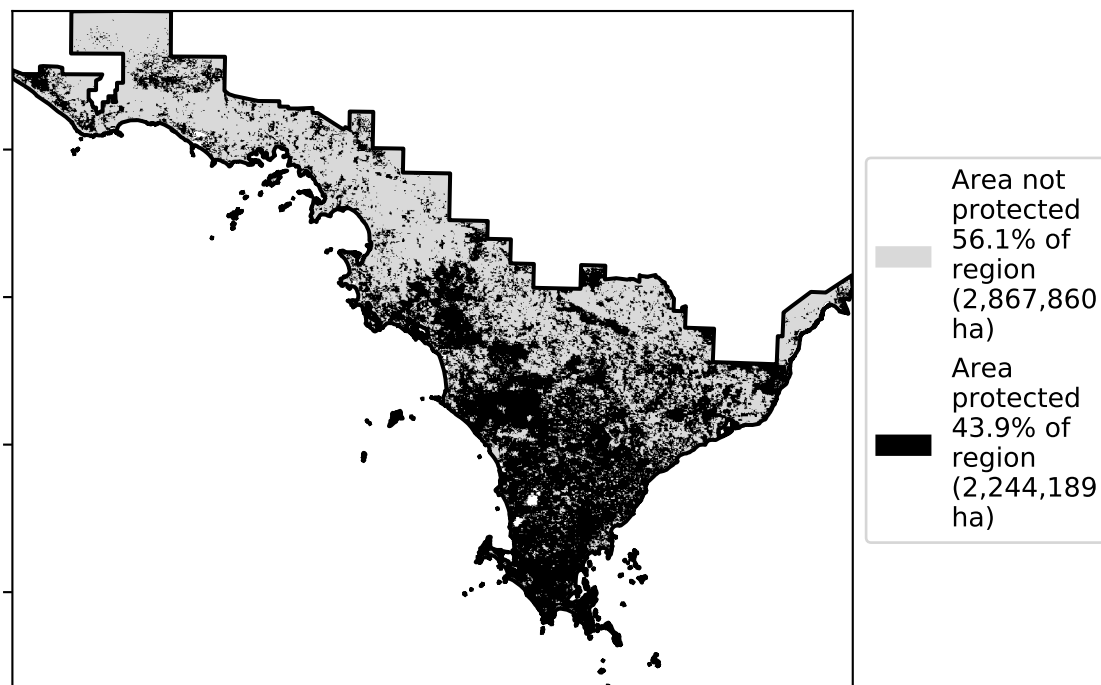 Area not
protected
56.1% of
region
(2,867,860
ha)
Area
protected
43.9% of
region
(2,244,189
ha)